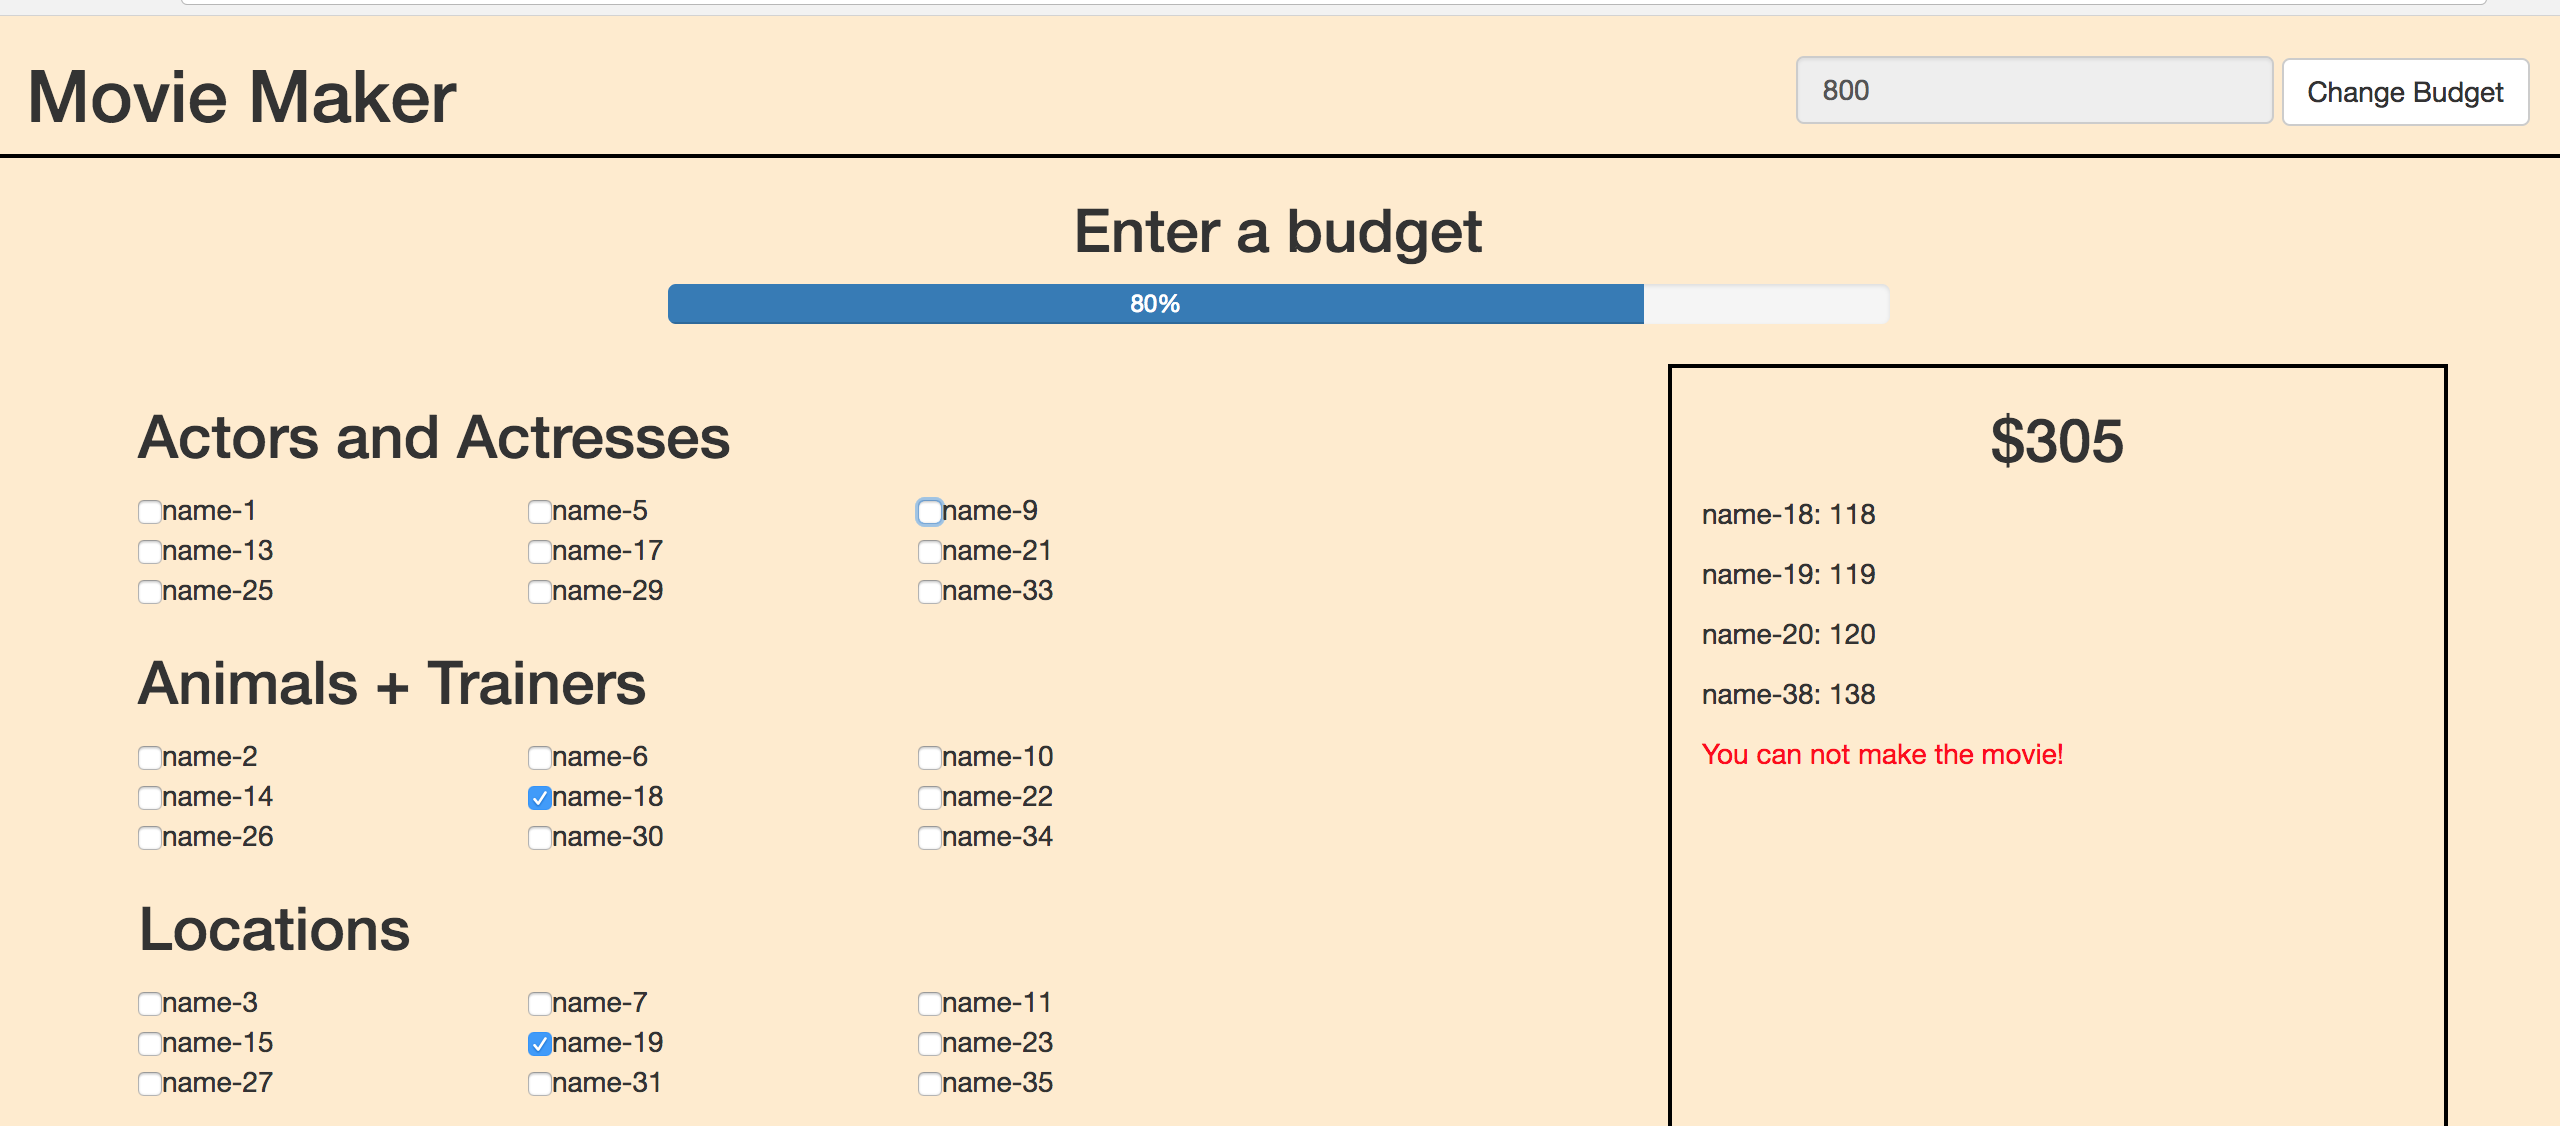 Movie Maker
800
Change Budget
Enter a budget
80%
Actors and Actresses
name-1 name-5 name-9
name-13 name-17 name-21
name-25 name-29 name-33
Animals + Trainers
name-2 name-6 name-10
name-14 name-18 name-22
name-26 name-30 name-34
Locations
name-3 name-7 name-11
name-15 name-19 name-23
name-27 name-31 name-35
$305
name-18: 118
name-19: 119
name-20: 120
name-38: 138
You can not make the movie!